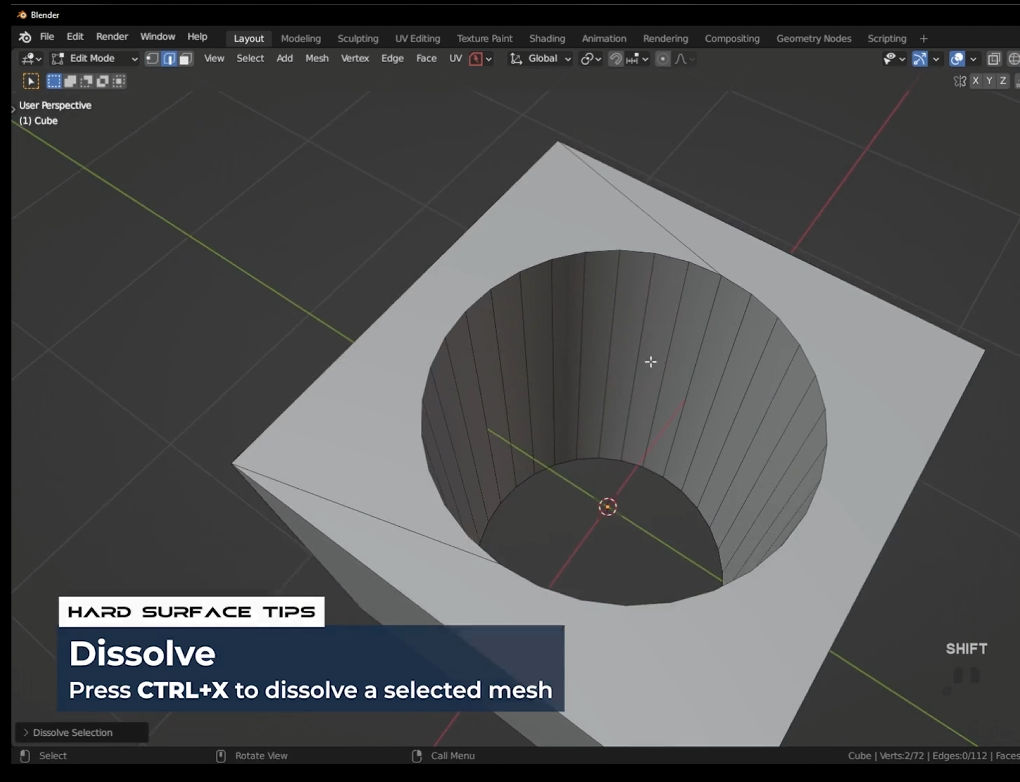 Blender
File Edit Render Window Help Layout Modeling Sculpting UV Editing Texture Paint Shading Animation Rendering Compositing Geometry Nodes Scripting +
Edit Mode View Select Add Mesh Vertex Edge Face UV Global
X Y Z
User Perspective
(1) Cube
HARD SURFACE TIPS
Dissolve
Press CTRL+X to dissolve a selected mesh
SHIFT
> Dissolve Selection
Select Rotate View Call Menu Cube | Verts:2/72 | Edges:0/112 | Faces